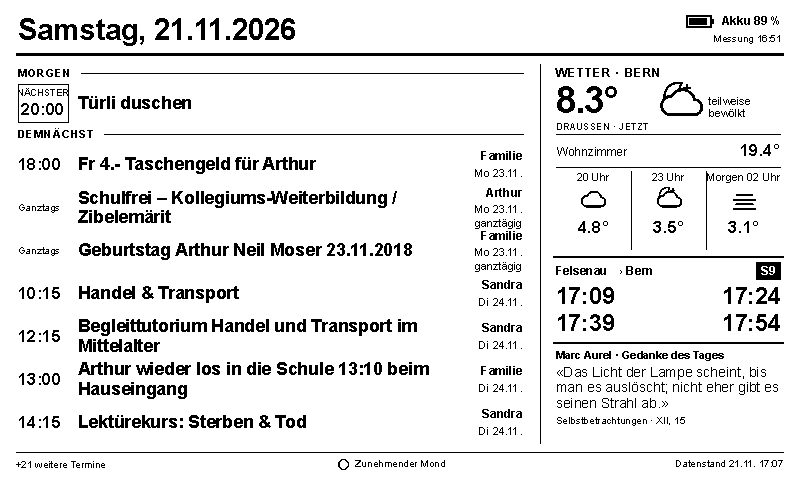 Samstag, 21.11.2026
Akku 89 %
Messung 16:51
MORGEN
NÄCHSTER
20:00 Türli duschen
DEMNÄCHST
18:00 Fr 4.- Taschengeld für Arthur Familie
Mo 23.11.
Ganztags Schulfrei – Kollegiums-Weiterbildung / Zibelemärit Arthur
Mo 23.11.
ganztägig
Ganztags Geburtstag Arthur Neil Moser 23.11.2018 Familie
Mo 23.11.
ganztägig
10:15 Handel & Transport Sandra
Di 24.11.
12:15 Begleittutorium Handel und Transport im Mittelalter Sandra
Di 24.11.
13:00 Arthur wieder los in die Schule 13:10 beim Hauseingang Familie
Di 24.11.
14:15 Lektürekurs: Sterben & Tod Sandra
Di 24.11.
WETTER · BERN
8.3°
teilweise
bewölkt
DRAUSSEN · JETZT
Wohnzimmer 19.4°
20 Uhr 23 Uhr Morgen 02 Uhr
4.8° 3.5° 3.1°
Felsenau › Bern S9
17:09 17:24
17:39 17:54
Marc Aurel · Gedanke des Tages
«Das Licht der Lampe scheint, bis
man es auslöscht; nicht eher gibt es
seinen Strahl ab.»
Selbstbetrachtungen · XII, 15
+21 weitere Termine
Zunehmender Mond
Datenstand 21.11. 17:07